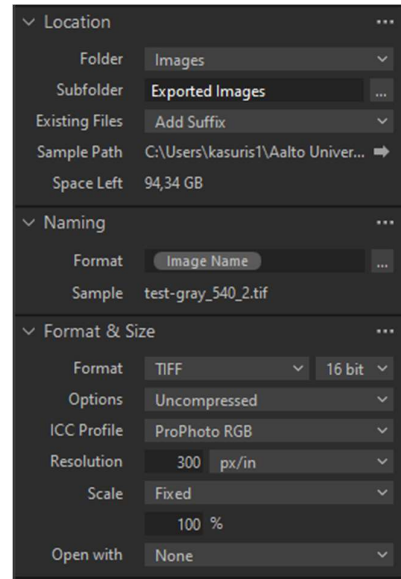 Location ...
Folder Images
Subfolder Exported Images ...
Existing Files Add Suffix
Sample Path C:\Users\kasuris1\Aalto Univer...
Space Left 94,34 GB
Naming ...
Format Image Name ...
Sample test-gray_540_2.tif
Format & Size ...
Format TIFF 16 bit
Options Uncompressed
ICC Profile ProPhoto RGB
Resolution 300 px/in
Scale Fixed
100 %
Open with None